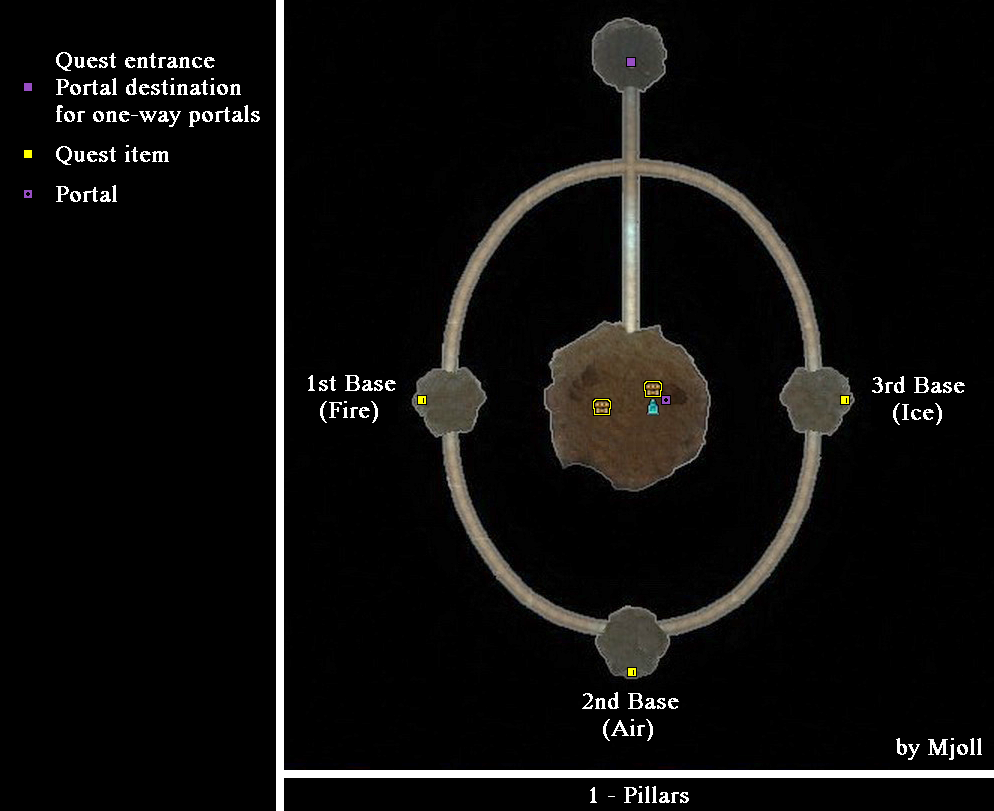 Quest entrance
Portal destination
for one-way portals
Quest item
Portal
1st Base
(Fire)
3rd Base
(Ice)
2nd Base
(Air)
by Mjoll
1 - Pillars